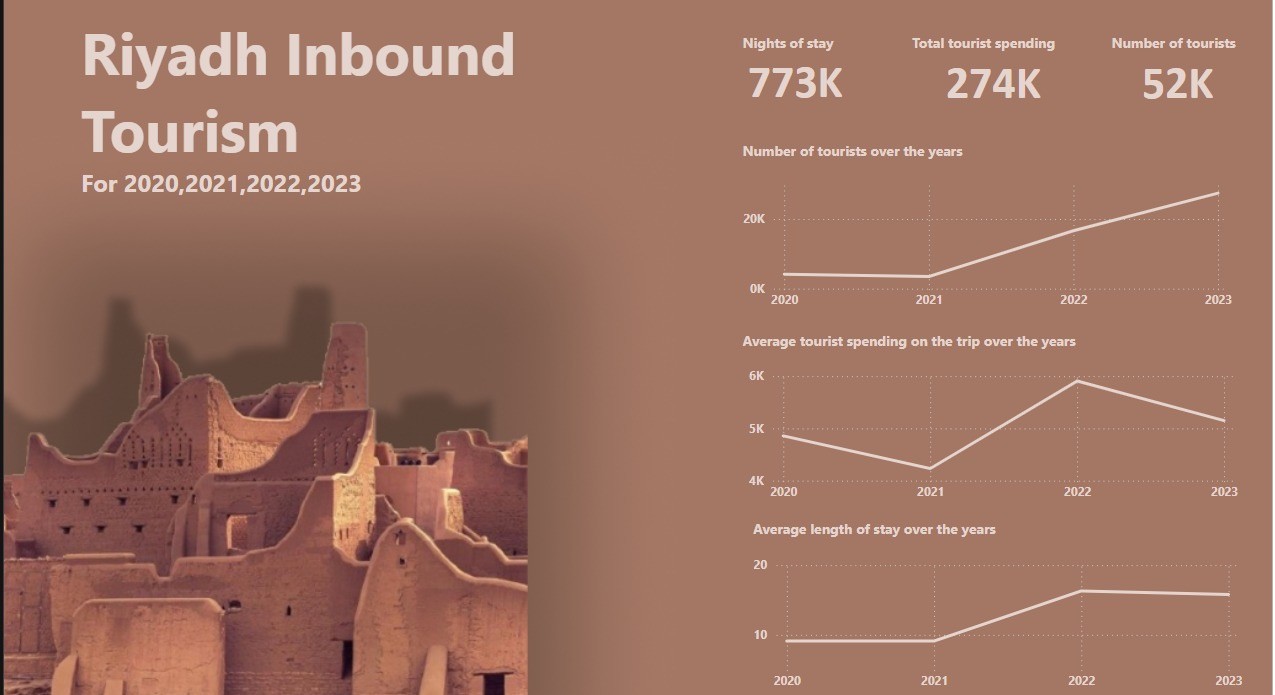 Riyadh Inbound
Tourism
For 2020,2021,2022,2023
Nights of stay
773K
Total tourist spending
274K
Number of tourists
52K
Number of tourists over the years
20K
0K
2020 2021 2022 2023
Average tourist spending on the trip over the years
6K
5K
4K
2020 2021 2022 2023
Average length of stay over the years
20
10
2020 2021 2022 2023